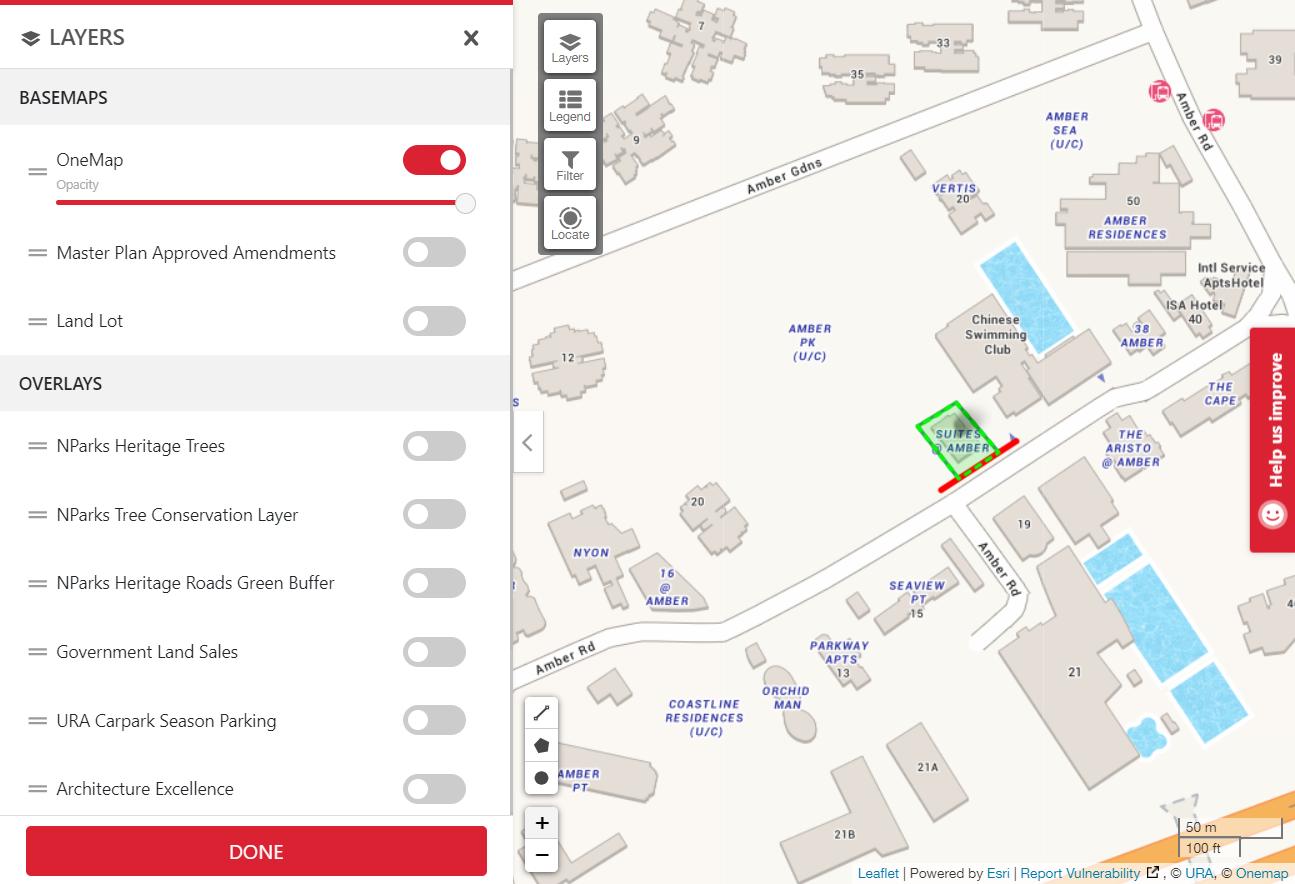 LAYERS
BASEMAPS
OneMap
Opacity
Master Plan Approved Amendments
Land Lot
OVERLAYS
NParks Heritage Trees
NParks Tree Conservation Layer
NParks Heritage Roads Green Buffer
Government Land Sales
URA Carpark Season Parking
Architecture Excellence
DONE
Layers
Legend
Filter
Locate
7
33
39
35
9
Amber Gdns
AMBER
SEA
(U/C)
Amber Rd
VERTIS
20
50
AMBER
RESIDENCES
Intl Service
AptsHotel
ISA Hotel
40
38
AMBER
Chinese
Swimming
Club
AMBER
PK
(U/C)
12
S
THE
CAPE
SUITES
@ AMBER
THE
ARISTO
@ AMBER
Help us improve
20
19
NYON
16
@
AMBER
Amber Rd
SEAVIEW
PT
15
Amber Rd
PARKWAY
APTS
13
ORCHID
MAN
COASTLINE
RESIDENCES
(U/C)
21
AMBER
PT
21A
21B
+
−
50 m
100 ft
Leaflet | Powered by Esri | Report Vulnerability , © URA, © Onemap